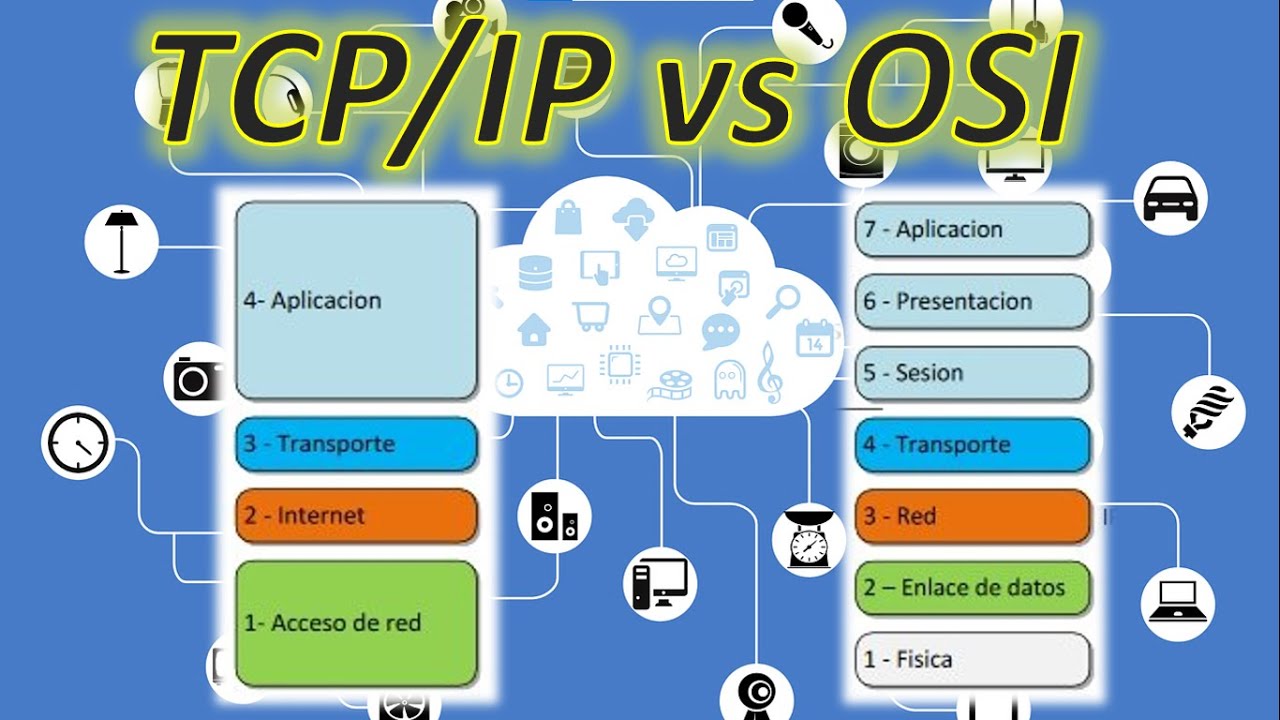 TCP/IP vs OSI
4- Aplicacion
3 - Transporte
2 - Internet
1- Acceso de red
14
7 - Aplicacion
6 - Presentacion
5 - Sesion
4 - Transporte
3 - Red
2 – Enlace de datos
1 - Fisica